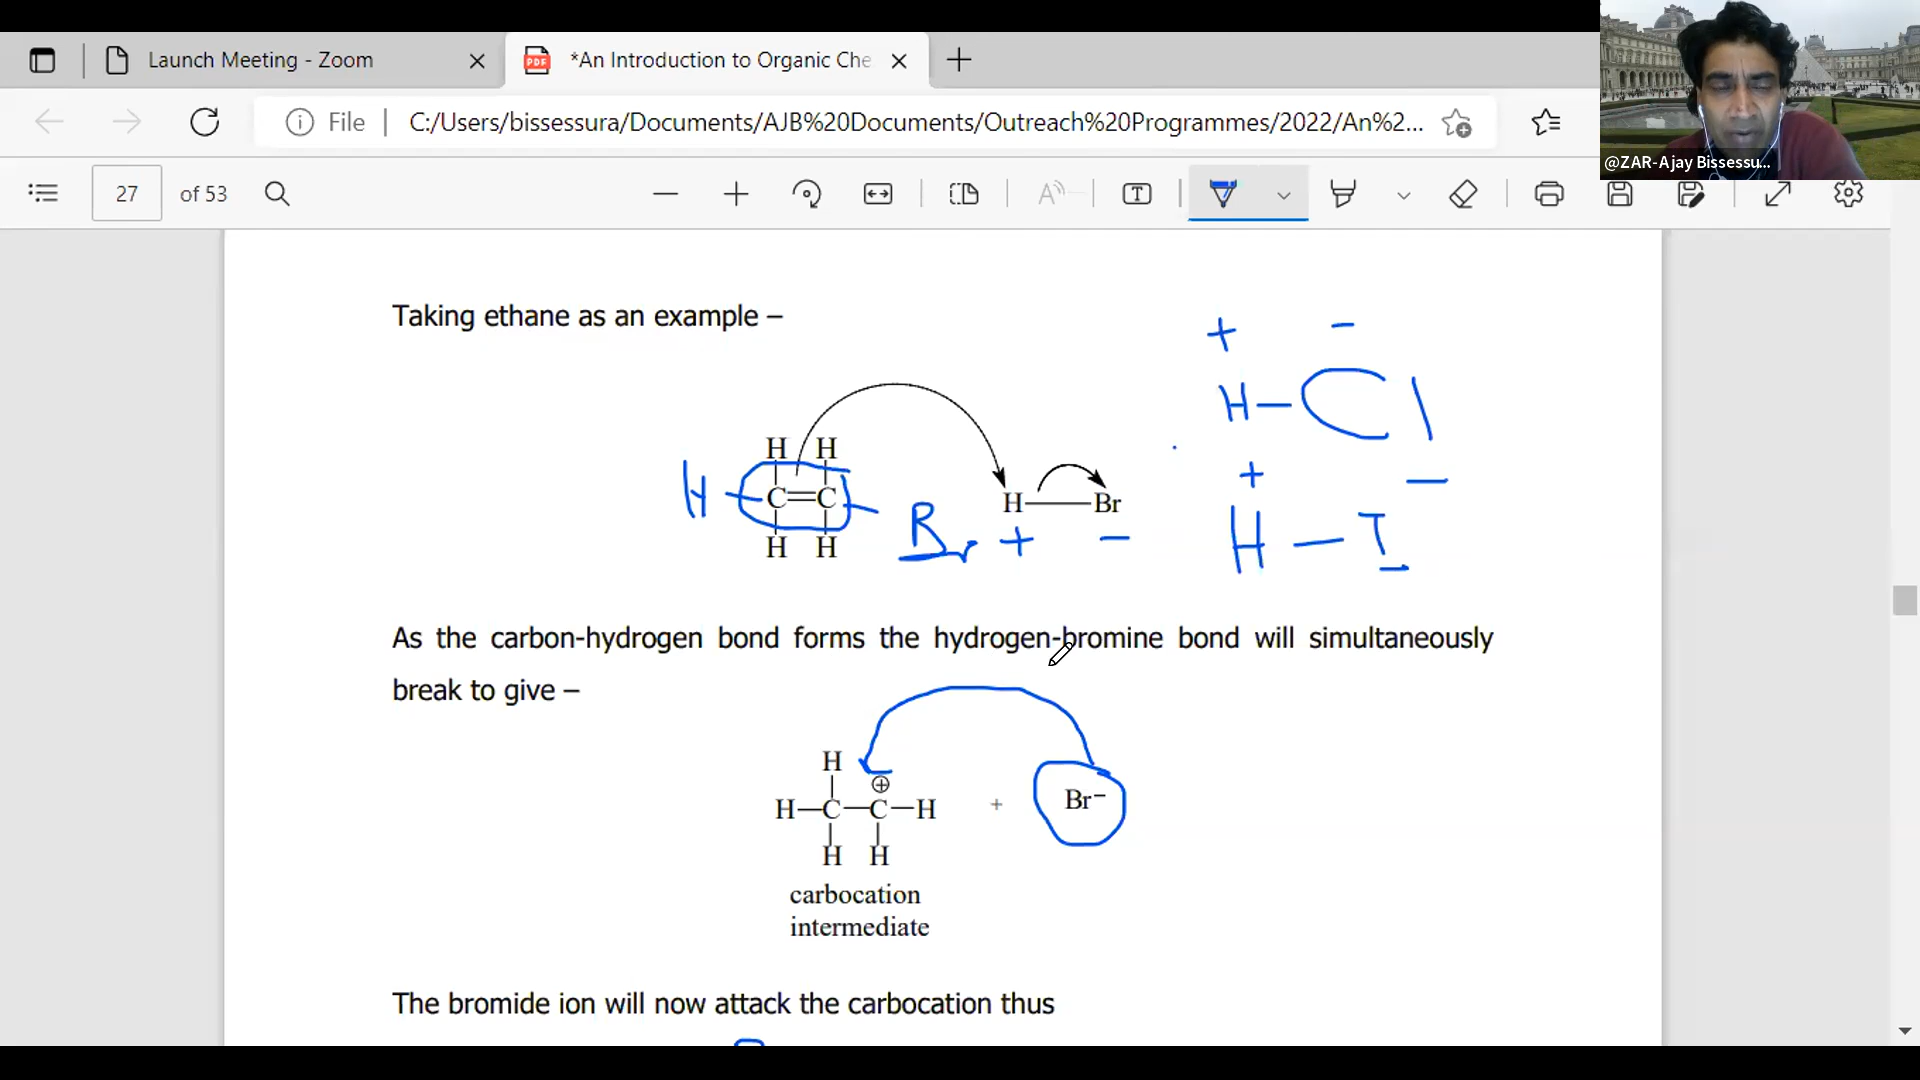 Launch Meeting - Zoom
*An Introduction to Organic Che
File C:/Users/bissessura/Documents/AJB%20Documents/Outreach%20Programmes/2022/An%2...
@ZAR-Ajay Bissessu...
27 of 53
Taking ethane as an example –
+ -
H-Cl
H H
H-C=C-Br
H H
H-Br
+ -
+ -
H-I
As the carbon-hydrogen bond forms the hydrogen-bromine bond will simultaneously
break to give –
H ⊕
H-C-C-H + Br⁻
H H
carbocation
intermediate
The bromide ion will now attack the carbocation thus